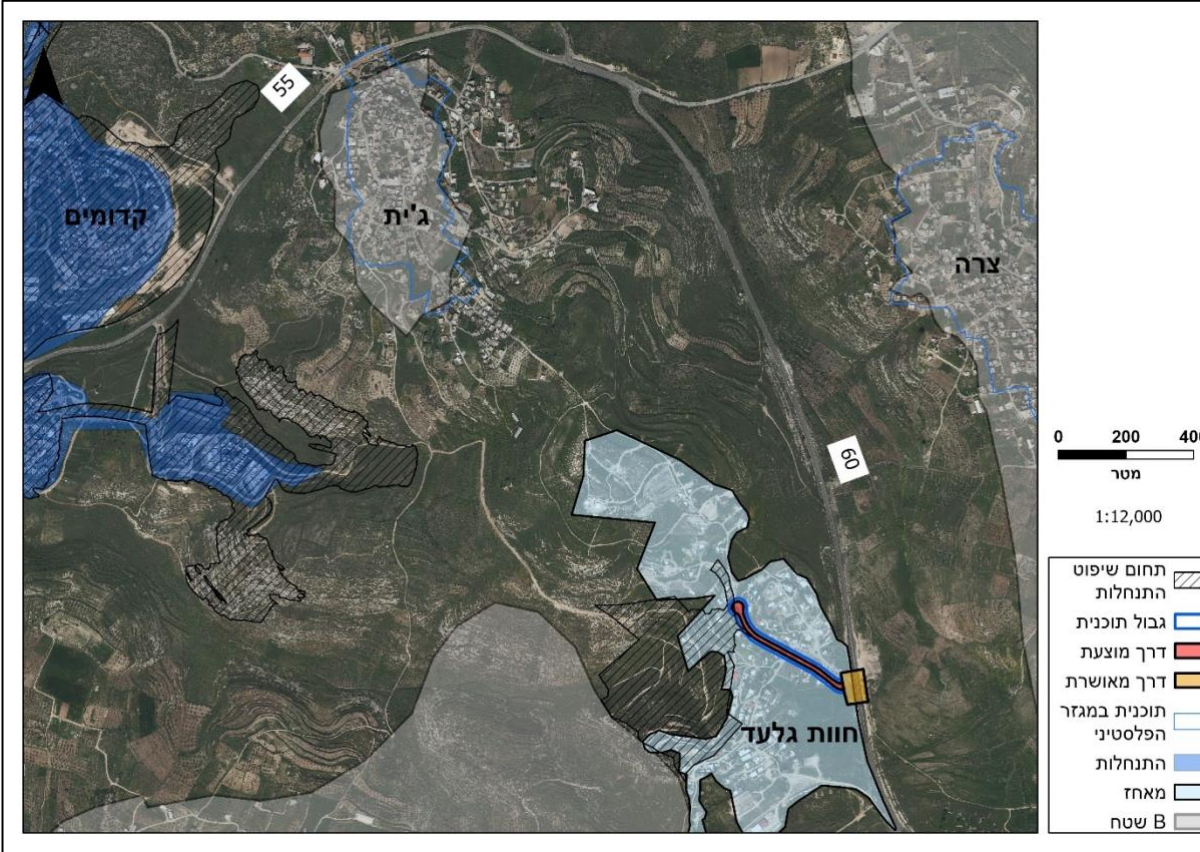 55
קדומים
ג'ית
צרה
60
חוות גלעד
0 200 400
מטר
1:12,000
תחום שיפוט
התנחלות
גבול תוכנית
דרך מוצעת
דרך מאושרת
תוכנית במגזר
הפלסטיני
התנחלות
מאחז
שטח B